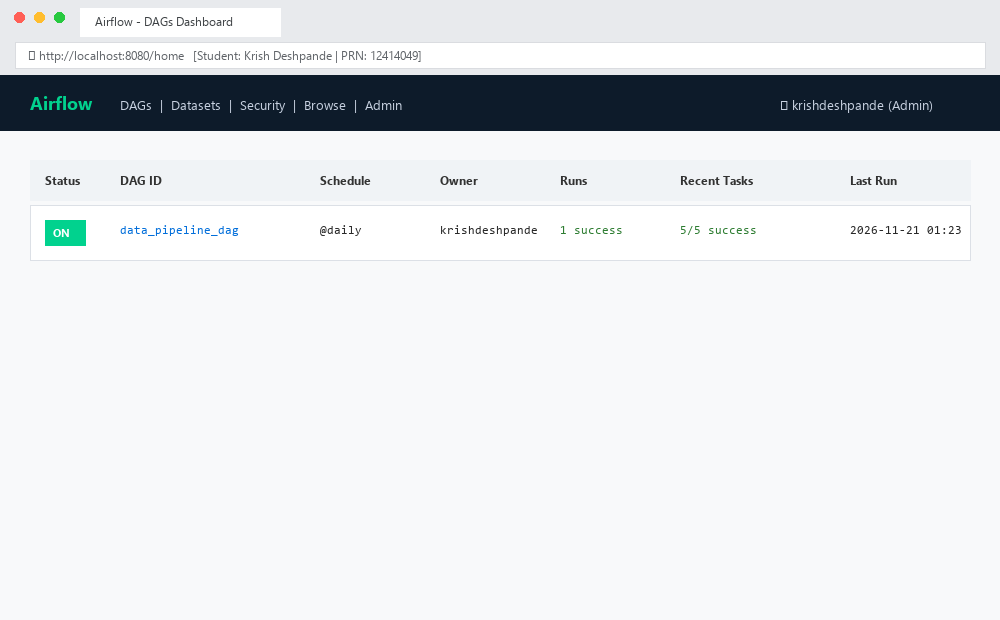 Airflow - DAGs Dashboard
http://localhost:8080/home [Student: Krish Deshpande | PRN: 12414049]
Airflow DAGs | Datasets | Security | Browse | Admin krishdeshpande (Admin)
Status DAG ID Schedule Owner Runs Recent Tasks Last Run
ON data_pipeline_dag @daily krishdeshpande 1 success 5/5 success 2026-11-21 01:23